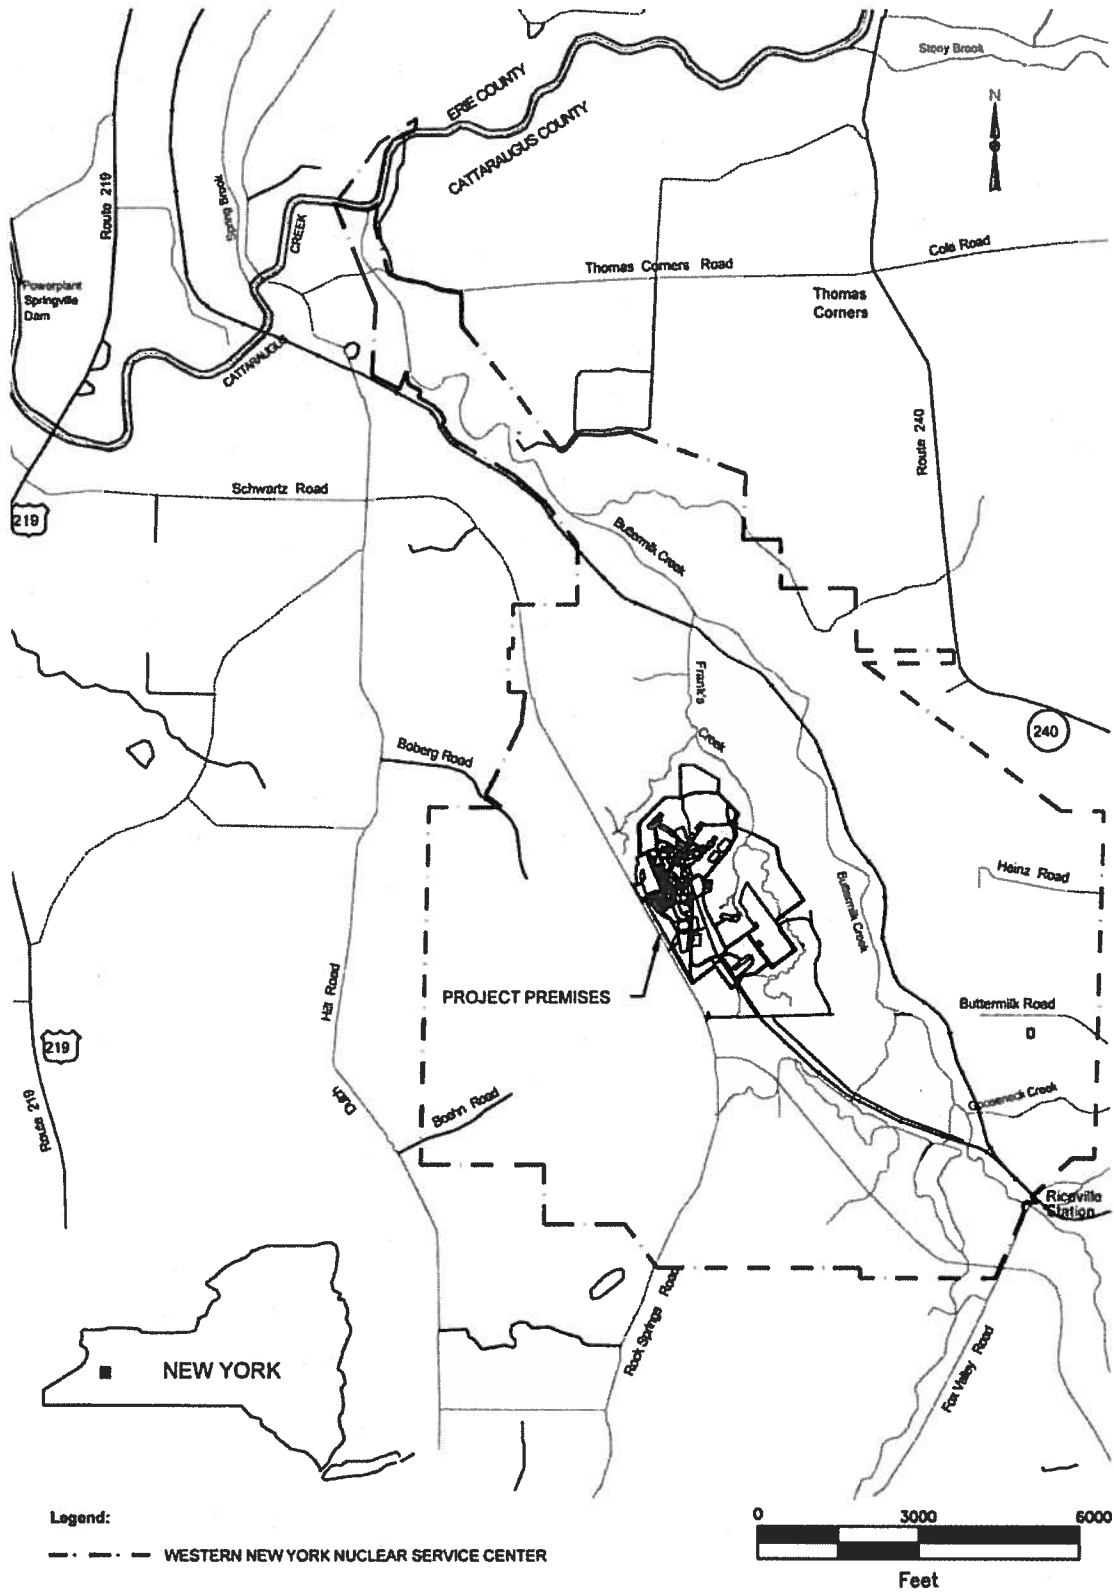 Stony Brook
N
ERIE COUNTY
CATTARAUGUS COUNTY
Route 219
Spring Brook
CREEK
Cole Road
Thomas Corners Road
Thomas
Corners
Powerplant
Springville
Dam
CATTARAUGUS
Route 240
Schwartz Road
219
Buttermilk Creek
Frank's
Creek
240
Boberg Road
Heinz Road
Buttermilk Creek
Hill Road
PROJECT PREMISES
Buttermilk Road
219
Route 219
Dutch
Boehn Road
Gooseneck Creek
Riceville
Station
Rock Springs Road
Fox Valley Road
NEW YORK
Legend:
WESTERN NEW YORK NUCLEAR SERVICE CENTER
0 3000 6000
Feet